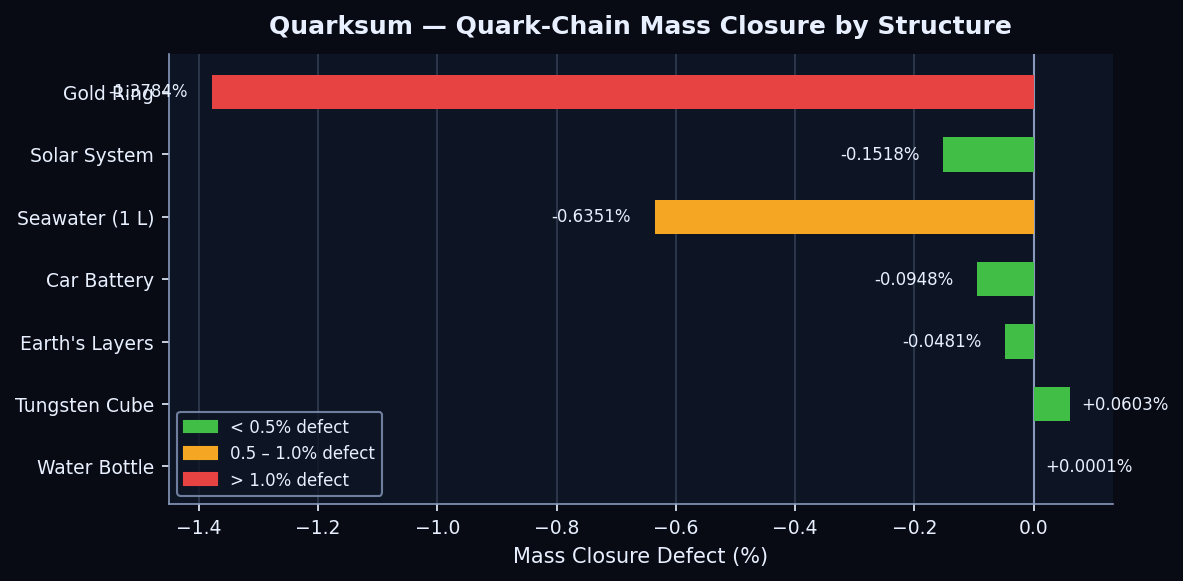 Quarksum — Quark-Chain Mass Closure by Structure
Gold Ring
-1.3784%
Solar System
-0.1518%
Seawater (1 L)
-0.6351%
Car Battery
-0.0948%
Earth's Layers
-0.0481%
Tungsten Cube
+0.0603%
Water Bottle
+0.0001%
< 0.5% defect
0.5 – 1.0% defect
> 1.0% defect
−1.4 −1.2 −1.0 −0.8 −0.6 −0.4 −0.2 0.0
Mass Closure Defect (%)